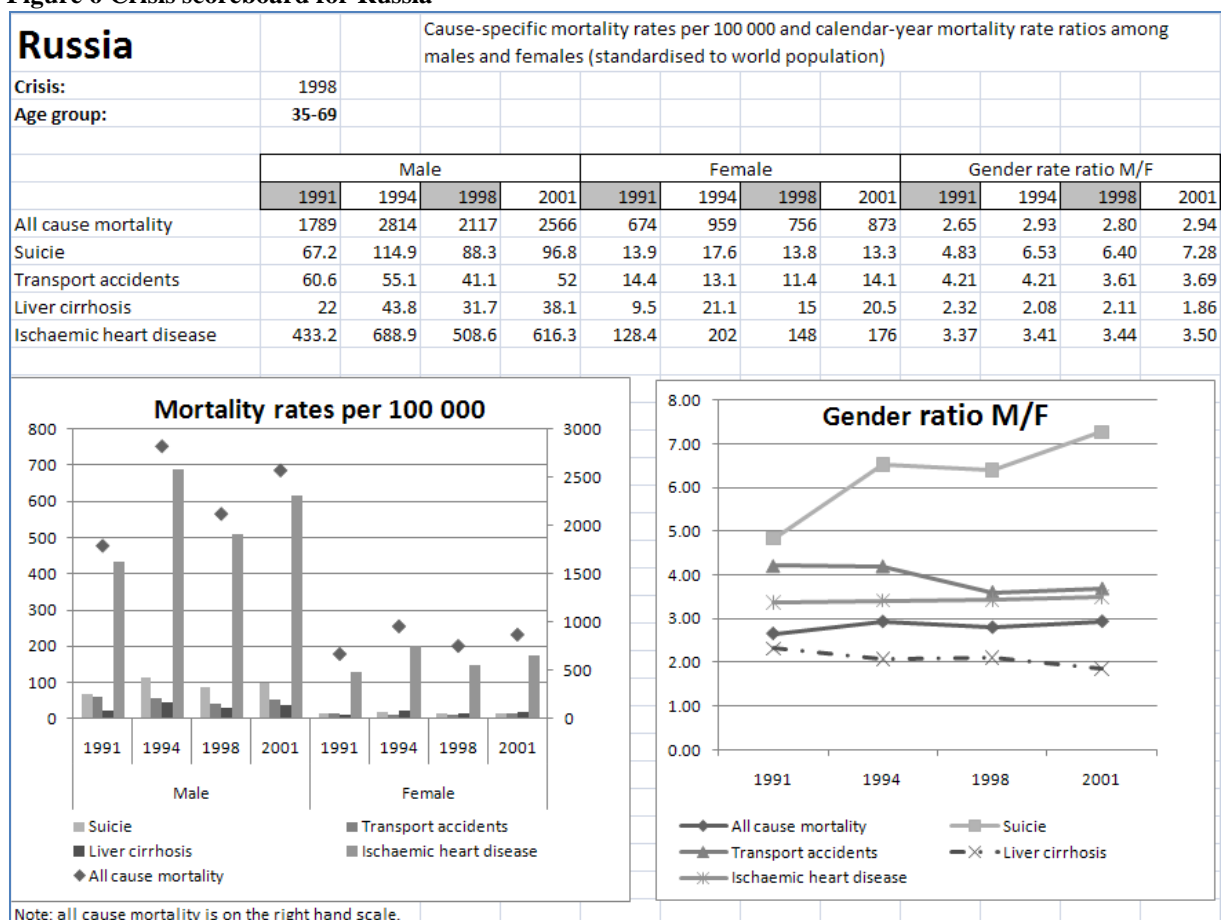 Figure 6 Crisis scoreboard for Russia
Russia
Cause-specific mortality rates per 100 000 and calendar-year mortality rate ratios among
males and females (standardised to world population)
Crisis: 1998
Age group: 35-69
Male Female Gender rate ratio M/F
1991 1994 1998 2001 1991 1994 1998 2001 1991 1994 1998 2001
All cause mortality 1789 2814 2117 2566 674 959 756 873 2.65 2.93 2.80 2.94
Suicie 67.2 114.9 88.3 96.8 13.9 17.6 13.8 13.3 4.83 6.53 6.40 7.28
Transport accidents 60.6 55.1 41.1 52 14.4 13.1 11.4 14.1 4.21 4.21 3.61 3.69
Liver cirrhosis 22 43.8 31.7 38.1 9.5 21.1 15 20.5 2.32 2.08 2.11 1.86
Ischaemic heart disease 433.2 688.9 508.6 616.3 128.4 202 148 176 3.37 3.41 3.44 3.50
Mortality rates per 100 000
800 3000
700
600 2500
500 2000
400 1500
300
200 1000
100 500
0 0
1991 1994 1998 2001 1991 1994 1998 2001
Male Female
Suicie Transport accidents
Liver cirrhosis Ischaemic heart disease
All cause mortality
Gender ratio M/F
8.00
7.00
6.00
5.00
4.00
3.00
2.00
1.00
0.00
1991 1994 1998 2001
All cause mortality Suicie
Transport accidents Liver cirrhosis
Ischaemic heart disease
Note: all cause mortality is on the right hand scale.